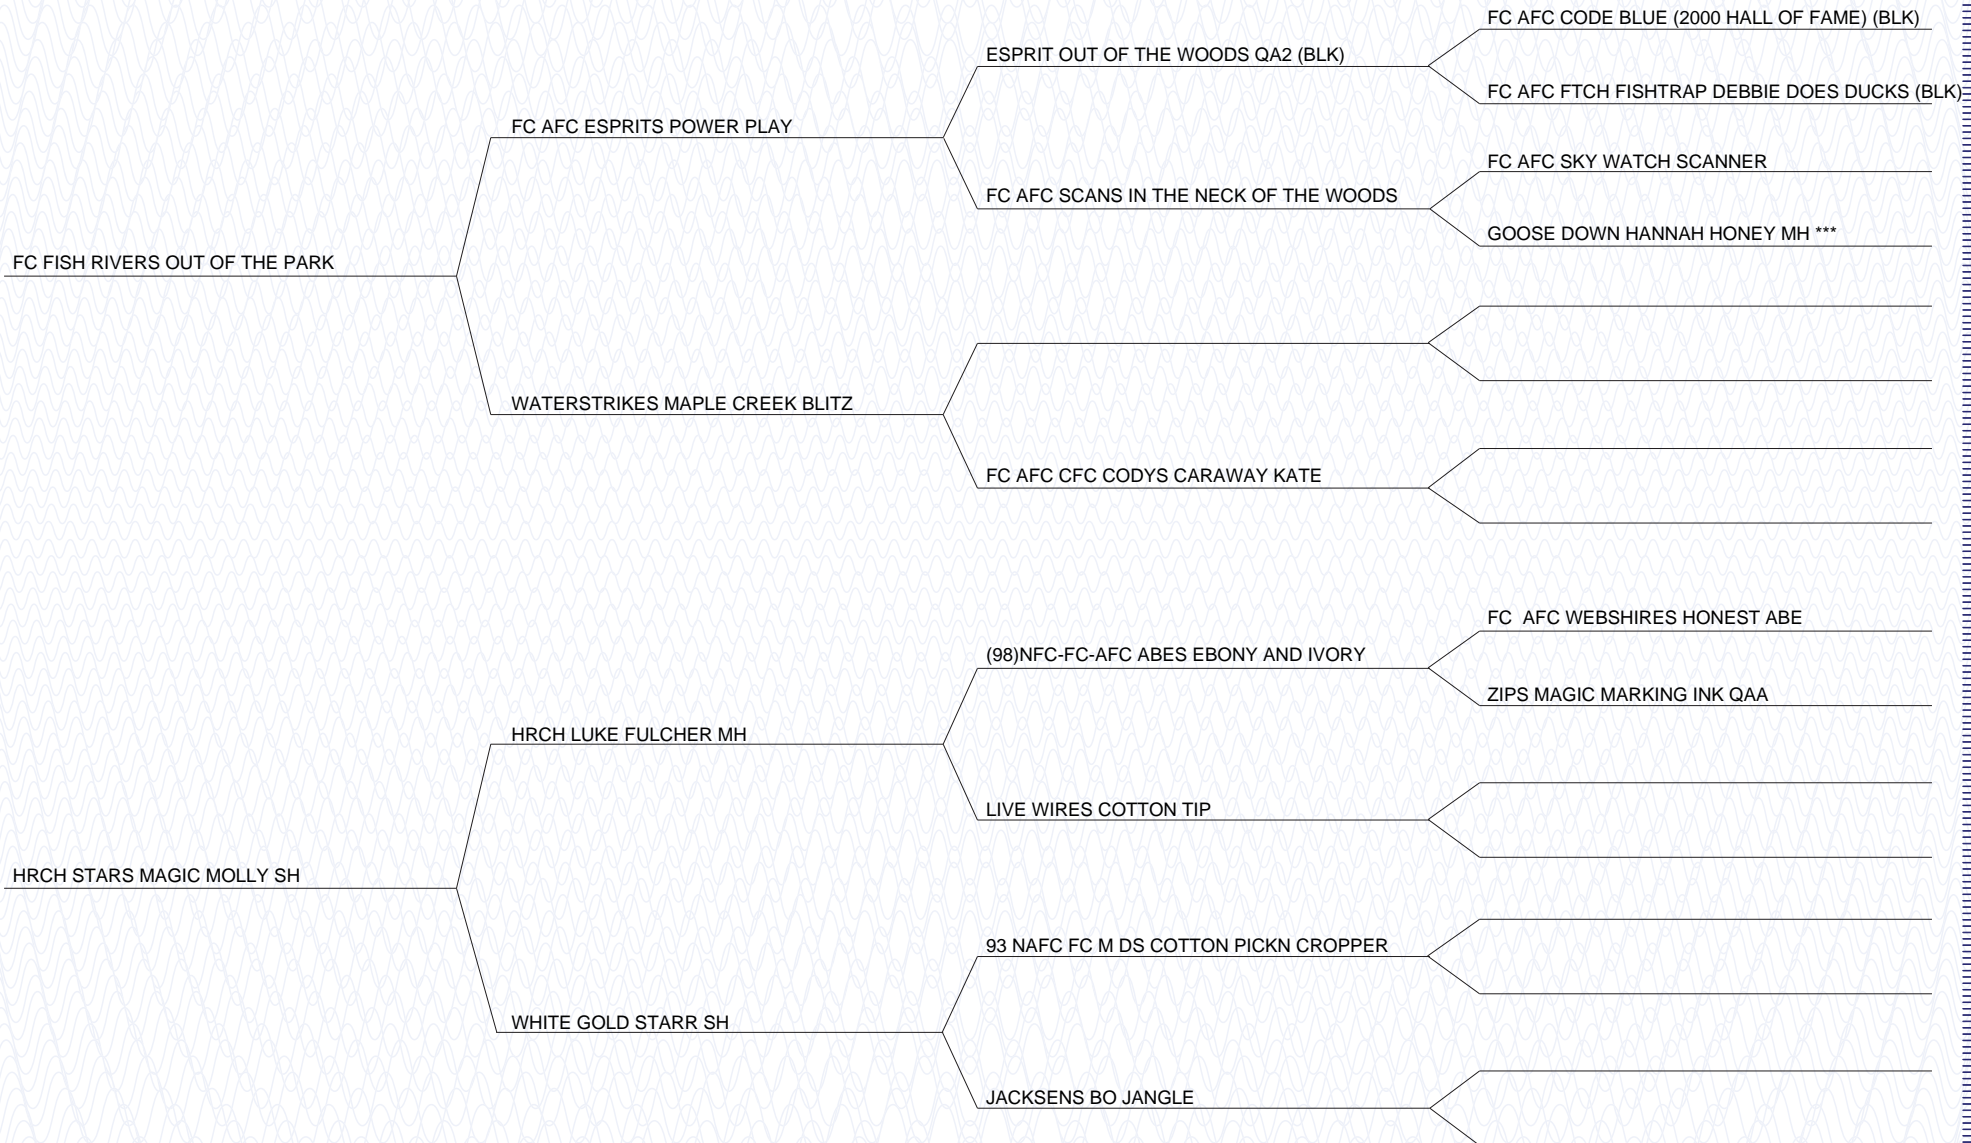 FC AFC CODE BLUE (2000 HALL OF FAME) (BLK)
ESPRIT OUT OF THE WOODS QA2 (BLK)
FC AFC FTCH FISHTRAP DEBBIE DOES DUCKS (BLK)
FC AFC ESPRITS POWER PLAY
FC AFC SKY WATCH SCANNER
FC AFC SCANS IN THE NECK OF THE WOODS
GOOSE DOWN HANNAH HONEY MH ***
FC FISH RIVERS OUT OF THE PARK
WATERSTRIKES MAPLE CREEK BLITZ
FC AFC CFC CODYS CARAWAY KATE
FC  AFC WEBSHIRES HONEST ABE
(98)NFC-FC-AFC ABES EBONY AND IVORY
ZIPS MAGIC MARKING INK QAA
HRCH LUKE FULCHER MH
LIVE WIRES COTTON TIP
HRCH STARS MAGIC MOLLY SH
93 NAFC FC M DS COTTON PICKN CROPPER
WHITE GOLD STARR SH
JACKSENS BO JANGLE